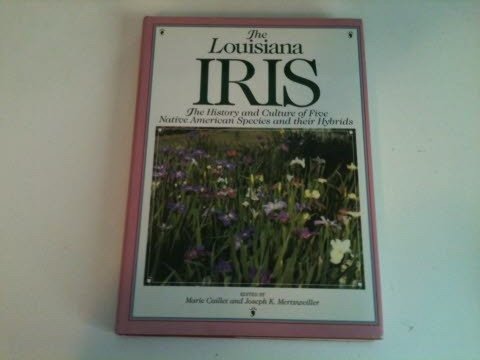 The
Louisiana
IRIS
The History and Culture of Five
Native American Species and their Hybrids
EDITED BY
Marie Caillet and Joseph K. Mertzweiller